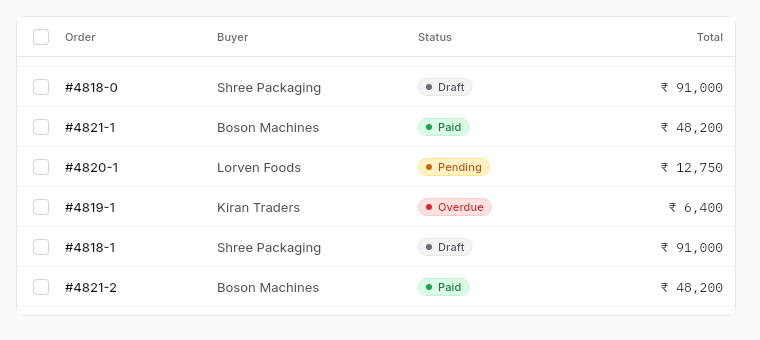 Order Buyer Status Total
#4818-0 Shree Packaging Draft ₹ 91,000
#4821-1 Boson Machines Paid ₹ 48,200
#4820-1 Lorven Foods Pending ₹ 12,750
#4819-1 Kiran Traders Overdue ₹ 6,400
#4818-1 Shree Packaging Draft ₹ 91,000
#4821-2 Boson Machines Paid ₹ 48,200